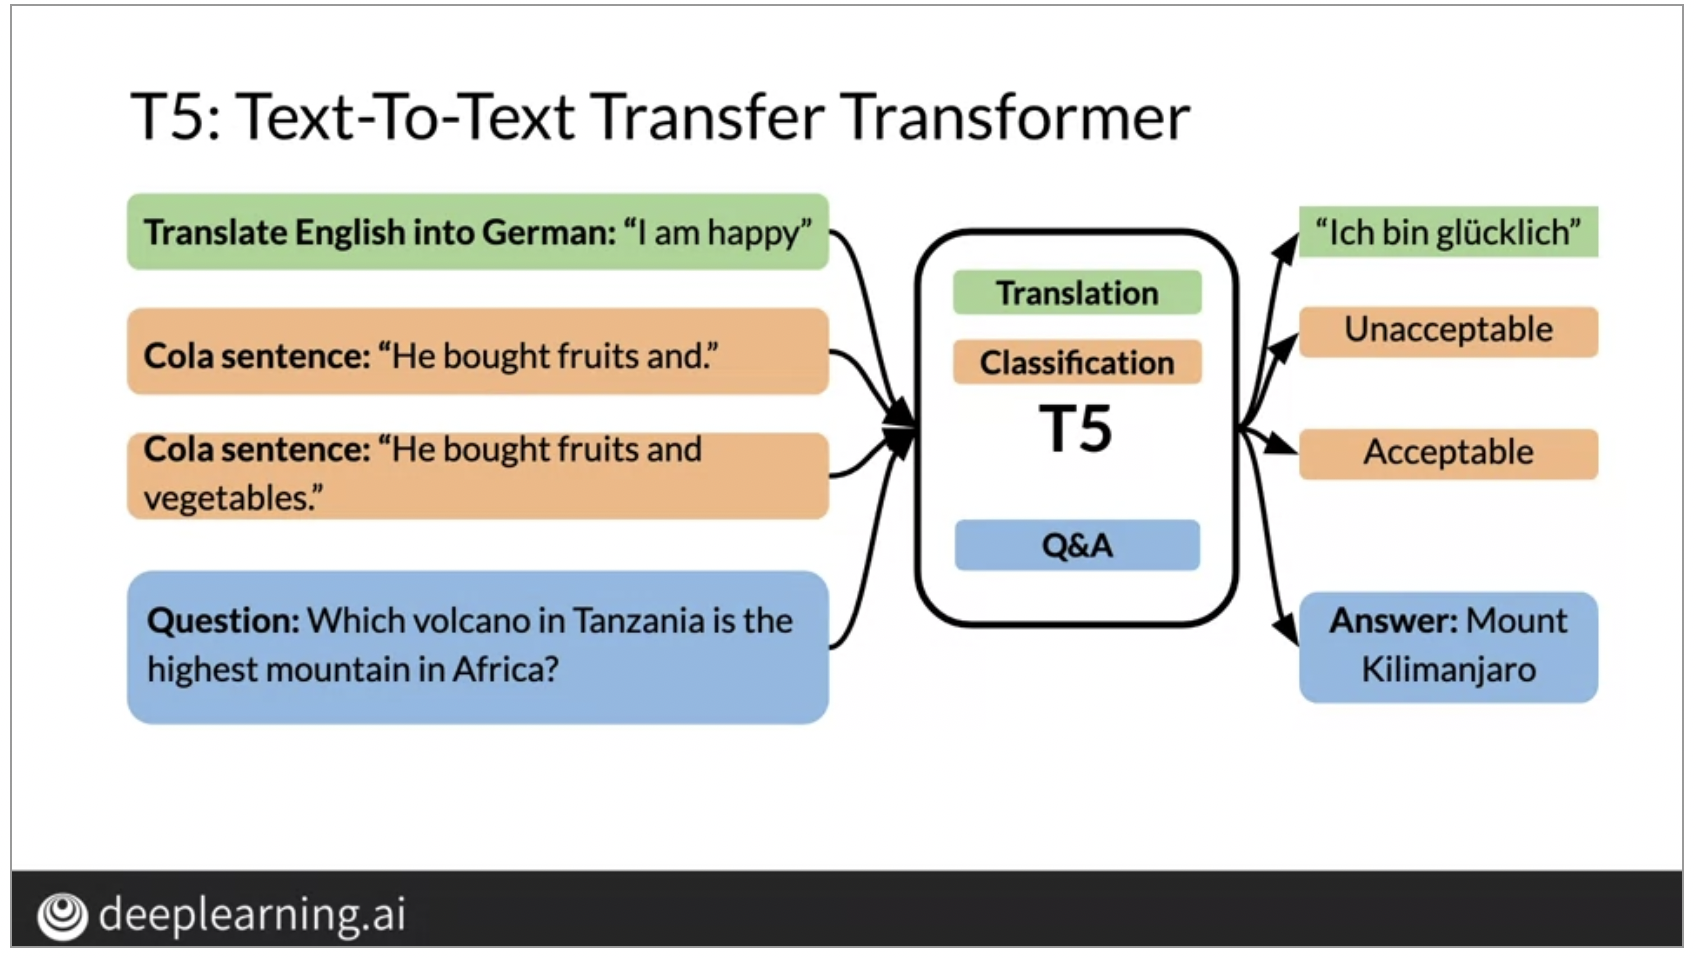 T5: Text-To-Text Transfer Transformer
Translate English into German: “I am happy”
Cola sentence: “He bought fruits and.”
Cola sentence: “He bought fruits and
vegetables.”
Question: Which volcano in Tanzania is the
highest mountain in Africa?
Translation
Classification
T5
Q&A
“Ich bin glücklich”
Unacceptable
Acceptable
Answer: Mount
Kilimanjaro
deeplearning.ai